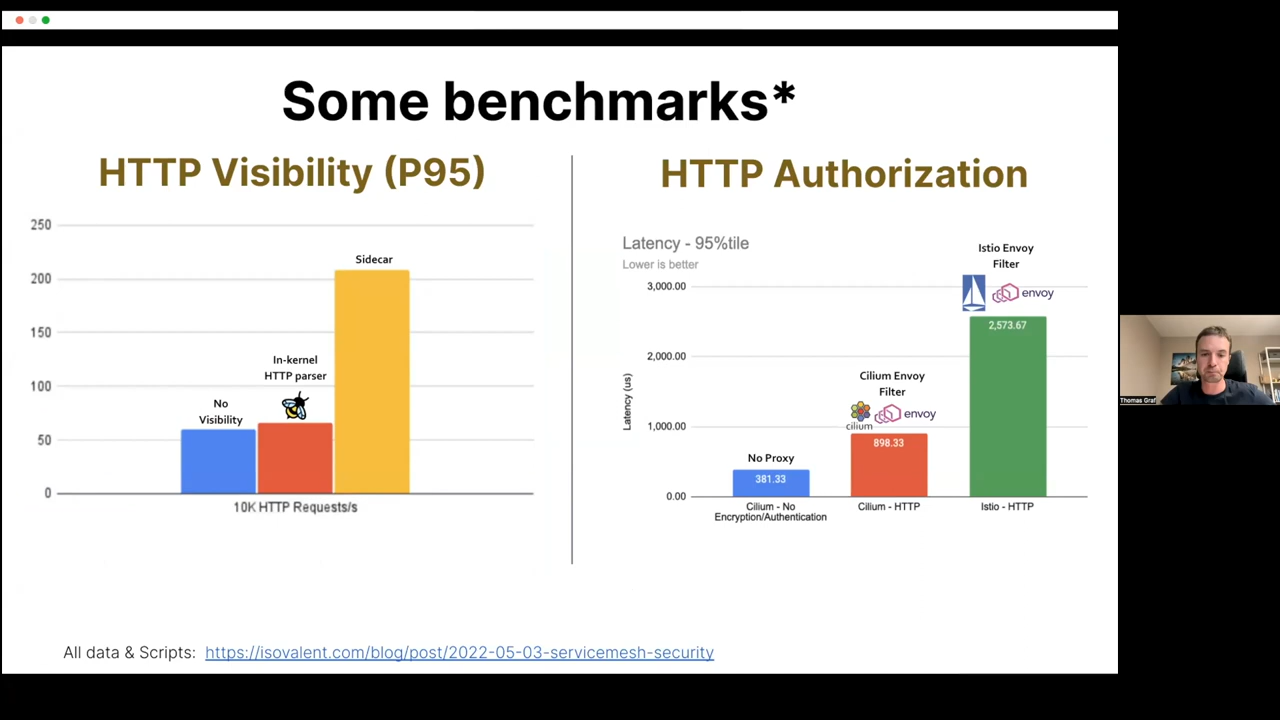 Some benchmarks*
HTTP Visibility (P95)
250
200
150
100
50
0
Sidecar
In-kernel
HTTP parser
No
Visibility
10K HTTP Requests/s
HTTP Authorization
Latency - 95%tile
Lower is better
3,000.00
2,000.00
1,000.00
0.00
Latency (us)
Istio Envoy
Filter
envoy
2,573.67
Cilium Envoy
Filter
cilium
envoy
898.33
No Proxy
381.33
Cilium - No
Encryption/Authentication
Cilium - HTTP
Istio - HTTP
All data & Scripts: https://isovalent.com/blog/post/2022-05-03-servicemesh-security
Thomas Graf